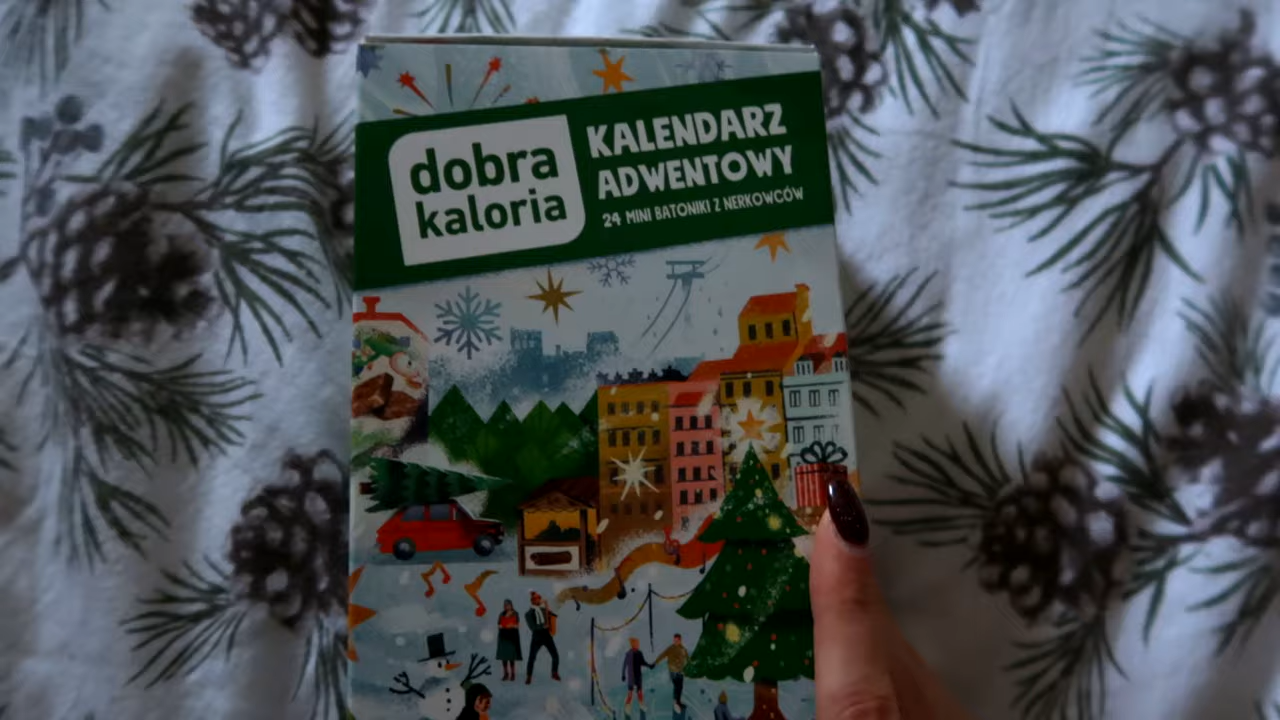 dobra
kaloria
KALENDARZ
ADWENTOWY
24 MINI BATONIKI Z NERKOWCÓW